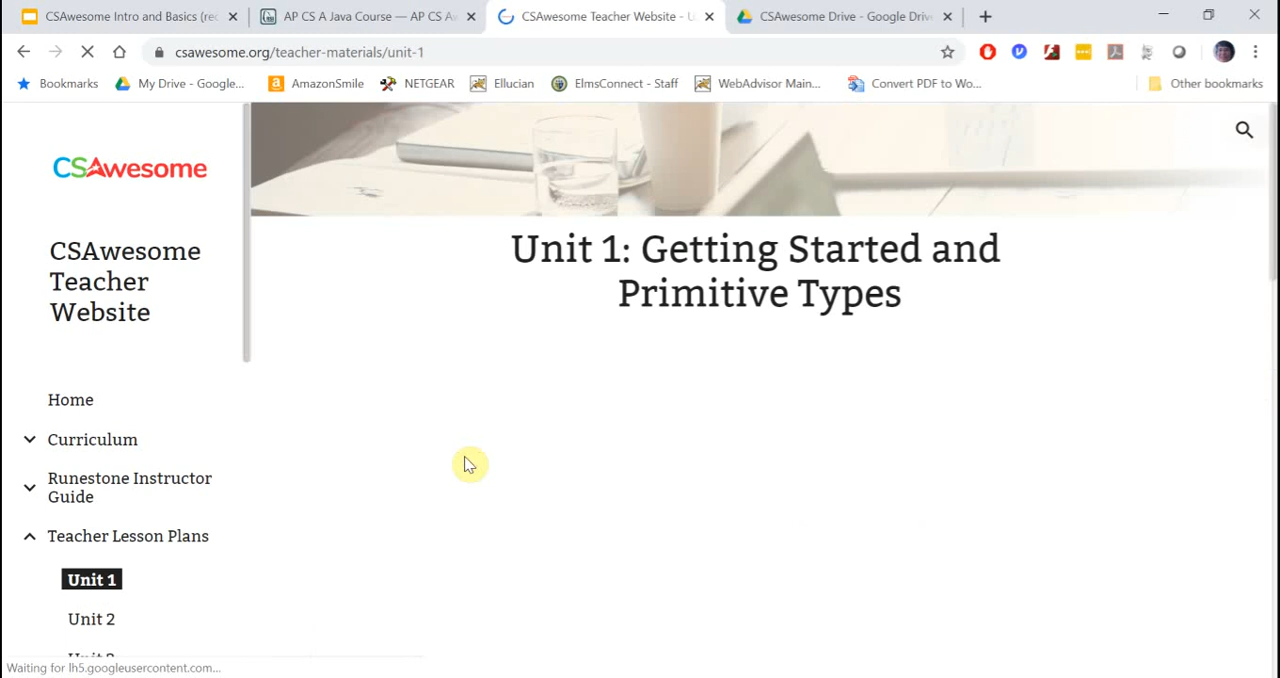 CSAwesome Intro and Basics (rec
AP CS A Java Course — AP CS Aw
CSAwesome Teacher Website - U
CSAwesome Drive - Google Drive
csawesome.org/teacher-materials/unit-1
Bookmarks
My Drive - Google...
AmazonSmile
NETGEAR
Ellucian
ElmsConnect - Staff
WebAdvisor Main...
Convert PDF to Wo...
Other bookmarks
CSAwesome
CSAwesome
Teacher
Website
Unit 1: Getting Started and
Primitive Types
Home
Curriculum
Runestone Instructor
Guide
Teacher Lesson Plans
Unit 1
Unit 2
Waiting for lh5.googleusercontent.com...